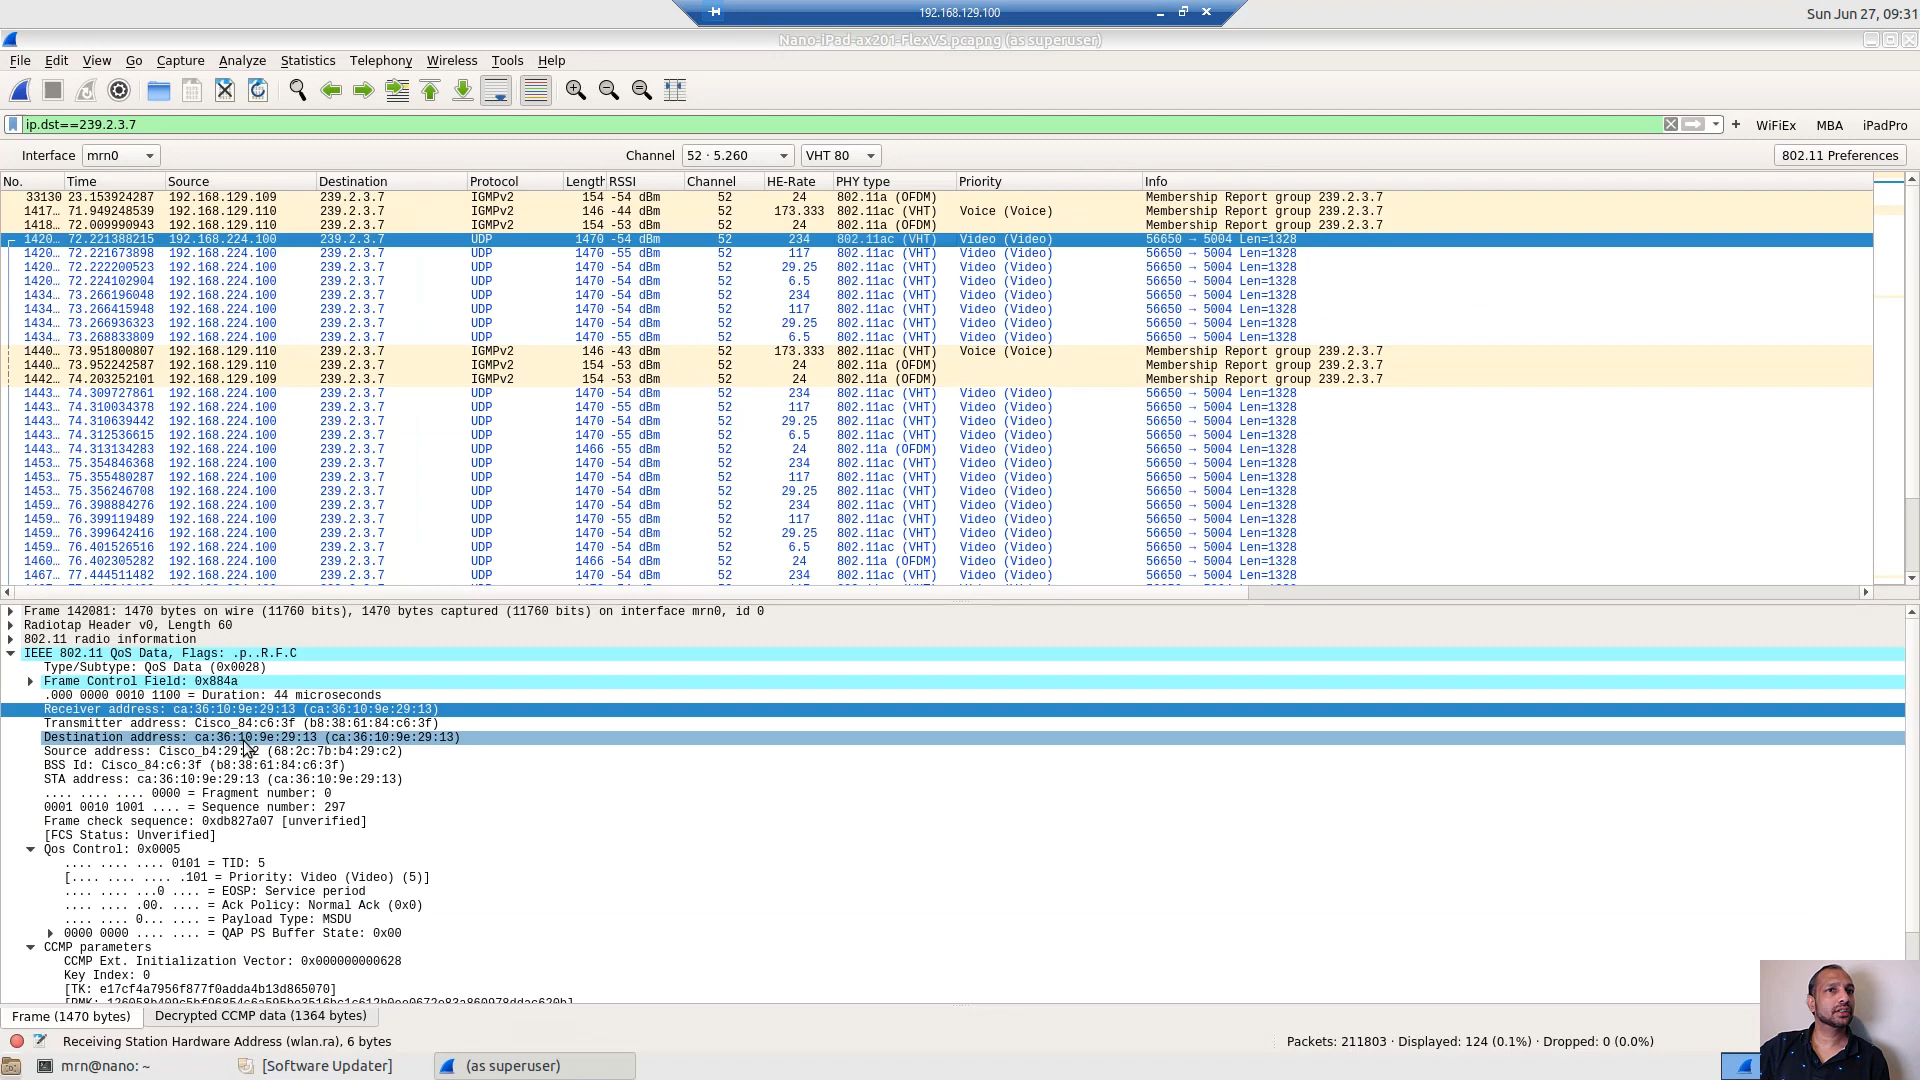 192.168.129.100
Sun Jun 27, 09:31
Nano-iPad-ax201-FlexVS.pcapng (as superuser)
File Edit View Go Capture Analyze Statistics Telephony Wireless Tools Help
ip.dst==239.2.3.7 + WiFiEx MBA iPadPro
Interface mrn0 Channel 52 · 5.260 VHT 80 802.11 Preferences
No. Time Source Destination Protocol Length RSSI Channel HE-Rate PHY type Priority Info
33130 23.153924287 192.168.129.109 239.2.3.7 IGMPv2 154 -54 dBm 52 24 802.11a (OFDM) Membership Report group 239.2.3.7
1417… 71.949248539 192.168.129.110 239.2.3.7 IGMPv2 146 -44 dBm 52 173.333 802.11ac (VHT) Voice (Voice) Membership Report group 239.2.3.7
1418… 72.009990943 192.168.129.110 239.2.3.7 IGMPv2 154 -53 dBm 52 24 802.11a (OFDM) Membership Report group 239.2.3.7
1420… 72.221388215 192.168.224.100 239.2.3.7 UDP 1470 -54 dBm 52 234 802.11ac (VHT) Video (Video) 56650 → 5004 Len=1328
1420… 72.221673898 192.168.224.100 239.2.3.7 UDP 1470 -55 dBm 52 117 802.11ac (VHT) Video (Video) 56650 → 5004 Len=1328
1420… 72.222200523 192.168.224.100 239.2.3.7 UDP 1470 -54 dBm 52 29.25 802.11ac (VHT) Video (Video) 56650 → 5004 Len=1328
1420… 72.224102904 192.168.224.100 239.2.3.7 UDP 1470 -54 dBm 52 6.5 802.11ac (VHT) Video (Video) 56650 → 5004 Len=1328
1434… 73.266196048 192.168.224.100 239.2.3.7 UDP 1470 -54 dBm 52 234 802.11ac (VHT) Video (Video) 56650 → 5004 Len=1328
1434… 73.266415948 192.168.224.100 239.2.3.7 UDP 1470 -54 dBm 52 117 802.11ac (VHT) Video (Video) 56650 → 5004 Len=1328
1434… 73.266936323 192.168.224.100 239.2.3.7 UDP 1470 -54 dBm 52 29.25 802.11ac (VHT) Video (Video) 56650 → 5004 Len=1328
1434… 73.268833809 192.168.224.100 239.2.3.7 UDP 1470 -55 dBm 52 6.5 802.11ac (VHT) Video (Video) 56650 → 5004 Len=1328
1440… 73.951800807 192.168.129.110 239.2.3.7 IGMPv2 146 -43 dBm 52 173.333 802.11ac (VHT) Voice (Voice) Membership Report group 239.2.3.7
1440… 73.952242587 192.168.129.110 239.2.3.7 IGMPv2 154 -53 dBm 52 24 802.11a (OFDM) Membership Report group 239.2.3.7
1442… 74.203252101 192.168.129.109 239.2.3.7 IGMPv2 154 -53 dBm 52 24 802.11a (OFDM) Membership Report group 239.2.3.7
1443… 74.309727861 192.168.224.100 239.2.3.7 UDP 1470 -54 dBm 52 234 802.11ac (VHT) Video (Video) 56650 → 5004 Len=1328
1443… 74.310034378 192.168.224.100 239.2.3.7 UDP 1470 -55 dBm 52 117 802.11ac (VHT) Video (Video) 56650 → 5004 Len=1328
1443… 74.310639442 192.168.224.100 239.2.3.7 UDP 1470 -54 dBm 52 29.25 802.11ac (VHT) Video (Video) 56650 → 5004 Len=1328
1443… 74.312536615 192.168.224.100 239.2.3.7 UDP 1470 -55 dBm 52 6.5 802.11ac (VHT) Video (Video) 56650 → 5004 Len=1328
1443… 74.313134283 192.168.224.100 239.2.3.7 UDP 1466 -55 dBm 52 24 802.11a (OFDM) Video (Video) 56650 → 5004 Len=1328
1453… 75.354846368 192.168.224.100 239.2.3.7 UDP 1470 -54 dBm 52 234 802.11ac (VHT) Video (Video) 56650 → 5004 Len=1328
1453… 75.355480287 192.168.224.100 239.2.3.7 UDP 1470 -54 dBm 52 117 802.11ac (VHT) Video (Video) 56650 → 5004 Len=1328
1453… 75.356246708 192.168.224.100 239.2.3.7 UDP 1470 -54 dBm 52 29.25 802.11ac (VHT) Video (Video) 56650 → 5004 Len=1328
1459… 76.398884276 192.168.224.100 239.2.3.7 UDP 1470 -54 dBm 52 234 802.11ac (VHT) Video (Video) 56650 → 5004 Len=1328
1459… 76.399119489 192.168.224.100 239.2.3.7 UDP 1470 -55 dBm 52 117 802.11ac (VHT) Video (Video) 56650 → 5004 Len=1328
1459… 76.399642416 192.168.224.100 239.2.3.7 UDP 1470 -54 dBm 52 29.25 802.11ac (VHT) Video (Video) 56650 → 5004 Len=1328
1459… 76.401526516 192.168.224.100 239.2.3.7 UDP 1470 -54 dBm 52 6.5 802.11ac (VHT) Video (Video) 56650 → 5004 Len=1328
1460… 76.402305282 192.168.224.100 239.2.3.7 UDP 1466 -54 dBm 52 24 802.11a (OFDM) Video (Video) 56650 → 5004 Len=1328
1467… 77.444511482 192.168.224.100 239.2.3.7 UDP 1470 -54 dBm 52 234 802.11ac (VHT) Video (Video) 56650 → 5004 Len=1328
Frame 142081: 1470 bytes on wire (11760 bits), 1470 bytes captured (11760 bits) on interface mrn0, id 0
Radiotap Header v0, Length 60
802.11 radio information
IEEE 802.11 QoS Data, Flags: .p..R.F.C
Type/Subtype: QoS Data (0x0028)
Frame Control Field: 0x884a
.000 0000 0010 1100 = Duration: 44 microseconds
Receiver address: ca:36:10:9e:29:13 (ca:36:10:9e:29:13)
Transmitter address: Cisco_84:c6:3f (b8:38:61:84:c6:3f)
Destination address: ca:36:10:9e:29:13 (ca:36:10:9e:29:13)
Source address: Cisco_b4:29: 2 (68:2c:7b:b4:29:c2)
BSS Id: Cisco_84:c6:3f (b8:38:61:84:c6:3f)
STA address: ca:36:10:9e:29:13 (ca:36:10:9e:29:13)
.... .... .... 0000 = Fragment number: 0
0001 0010 1001 .... = Sequence number: 297
Frame check sequence: 0xdb827a07 [unverified]
[FCS Status: Unverified]
Qos Control: 0x0005
.... .... .... 0101 = TID: 5
[.... .... .... .101 = Priority: Video (Video) (5)]
.... .... ...0 .... = EOSP: Service period
.... .... .00. .... = Ack Policy: Normal Ack (0x0)
.... .... 0... .... = Payload Type: MSDU
0000 0000 .... .... = QAP PS Buffer State: 0x00
CCMP parameters
CCMP Ext. Initialization Vector: 0x000000000628
Key Index: 0
[TK: e17cf4a7956f877f0adda4b13d865070]
Frame (1470 bytes) Decrypted CCMP data (1364 bytes)
Receiving Station Hardware Address (wlan.ra), 6 bytes Packets: 211803 · Displayed: 124 (0.1%) · Dropped: 0 (0.0%)
mrn@nano: ~ [Software Updater] (as superuser)